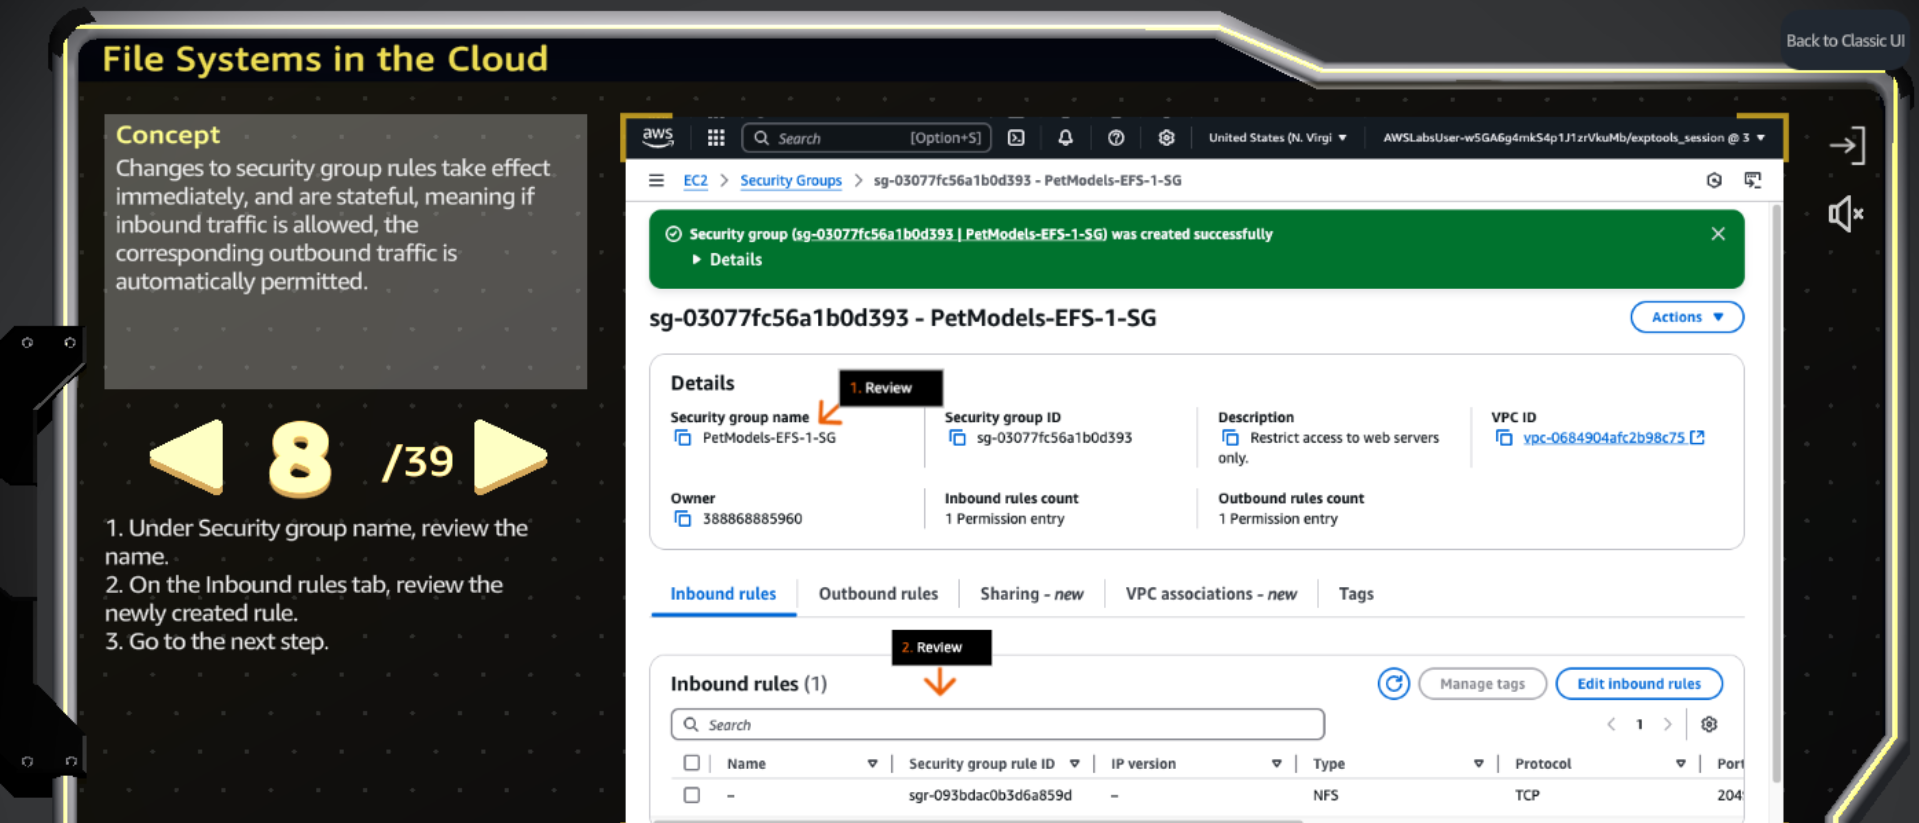 File Systems in the Cloud
Back to Classic UI
Concept
Changes to security group rules take effect
immediately, and are stateful, meaning if
inbound traffic is allowed, the
corresponding outbound traffic is
automatically permitted.
8 /39
1. Under Security group name, review the
name.
2. On the Inbound rules tab, review the
newly created rule.
3. Go to the next step.
aws Search [Option+S] United States (N. Virgi AWSLabsUser-w5GA6g4mkS4p1J1zrVkuMb/exptools_session @ 3
EC2 > Security Groups > sg-03077fc56a1b0d393 - PetModels-EFS-1-SG
Security group (sg-03077fc56a1b0d393 | PetModels-EFS-1-SG) was created successfully
Details
sg-03077fc56a1b0d393 - PetModels-EFS-1-SG
Actions
Details
1. Review
Security group name
PetModels-EFS-1-SG
Security group ID
sg-03077fc56a1b0d393
Description
Restrict access to web servers
only.
VPC ID
vpc-0684904afc2b98c75
Owner
388868885960
Inbound rules count
1 Permission entry
Outbound rules count
1 Permission entry
Inbound rules Outbound rules Sharing - new VPC associations - new Tags
2. Review
Inbound rules (1)
Manage tags Edit inbound rules
Search
1
Name Security group rule ID IP version Type Protocol Port
– sgr-093bdac0b3d6a859d – NFS TCP 204